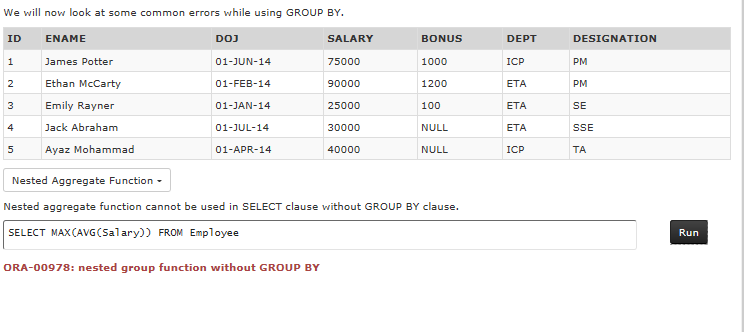 We will now look at some common errors while using GROUP BY.
ID ENAME DOJ SALARY BONUS DEPT DESIGNATION
1 James Potter 01-JUN-14 75000 1000 ICP PM
2 Ethan McCarty 01-FEB-14 90000 1200 ETA PM
3 Emily Rayner 01-JAN-14 25000 100 ETA SE
4 Jack Abraham 01-JUL-14 30000 NULL ETA SSE
5 Ayaz Mohammad 01-APR-14 40000 NULL ICP TA
Nested Aggregate Function
Nested aggregate function cannot be used in SELECT clause without GROUP BY clause.
SELECT MAX(AVG(Salary)) FROM Employee
Run
ORA-00978: nested group function without GROUP BY